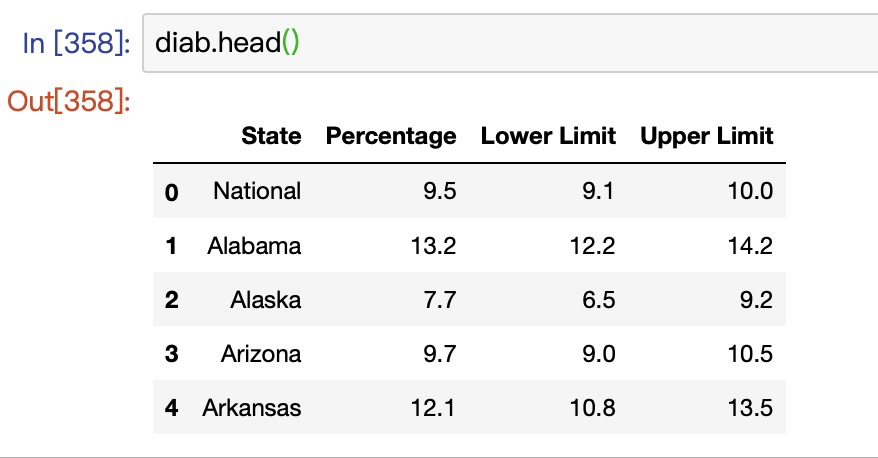 In [358]: diab.head()
Out[358]:
State Percentage Lower Limit Upper Limit
0 National 9.5 9.1 10.0
1 Alabama 13.2 12.2 14.2
2 Alaska 7.7 6.5 9.2
3 Arizona 9.7 9.0 10.5
4 Arkansas 12.1 10.8 13.5